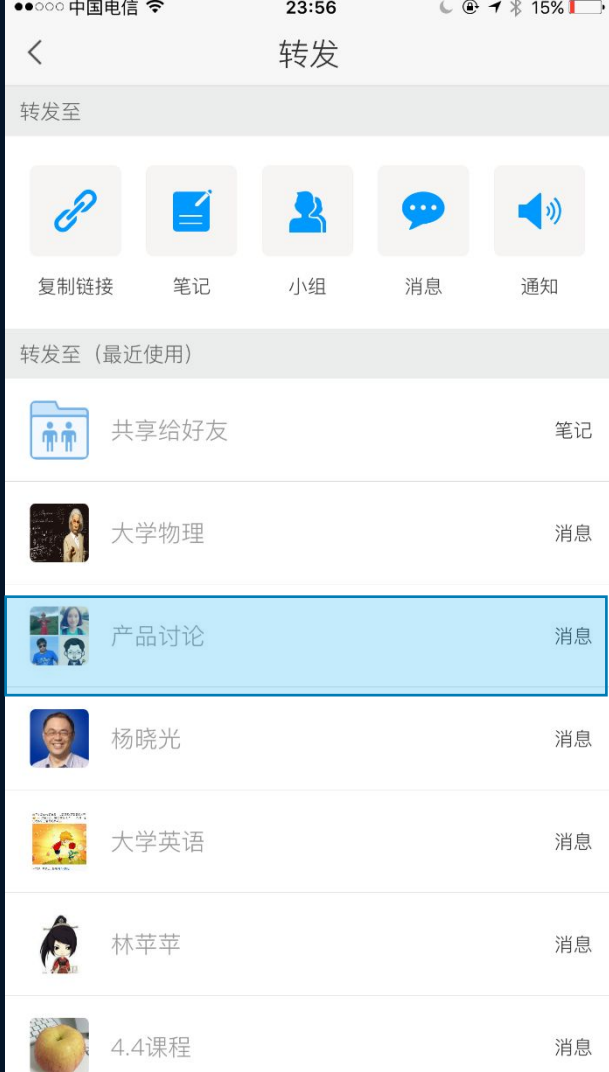 中国电信 23:56 15%
转发
转发至
复制链接 笔记 小组 消息 通知
转发至（最近使用）
共享给好友 笔记
大学物理 消息
产品讨论 消息
杨晓光 消息
大学英语 消息
林苹苹 消息
4.4课程 消息